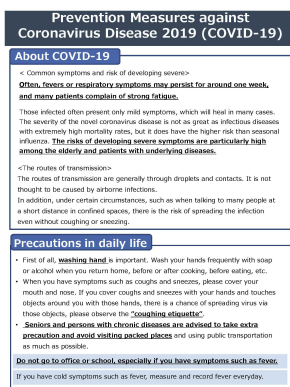 Prevention Measures against
Coronavirus Disease 2019 (COVID-19)
About COVID-19
< Common symptoms and risk of developing severe>
Often, fevers or respiratory symptoms may persist for around one week,
and many patients complain of strong fatigue.
Those infected often present only mild symptoms, which will heal in many cases.
The severity of the novel coronavirus disease is not as great as infectious diseases
with extremely high mortality rates, but it does have the higher risk than seasonal
influenza. The risks of developing severe symptoms are particularly high
among the elderly and patients with underlying diseases.
<The routes of transmission>
The routes of transmission are generally through droplets and contacts. It is not
thought to be caused by airborne infections.
In addition, under certain circumstances, such as when talking to many people at
a short distance in confined spaces, there is the risk of spreading the infection
even without coughing or sneezing.
Precautions in daily life
• First of all, washing hand is important. Wash your hands frequently with soap
or alcohol when you return home, before or after cooking, before eating, etc.
• When you have symptoms such as coughs and sneezes, please cover your
mouth and nose. If you cover coughs and sneezes with your hands and touches
objects around you with those hands, there is a chance of spreading virus via
those objects, please observe the "coughing etiquette".
• Seniors and persons with chronic diseases are advised to take extra
precaution and avoid visiting packed places and using public transportation
as much as possible.
Do not go to office or school, especially if you have symptoms such as fever.
If you have cold symptoms such as fever, measure and record fever everyday.